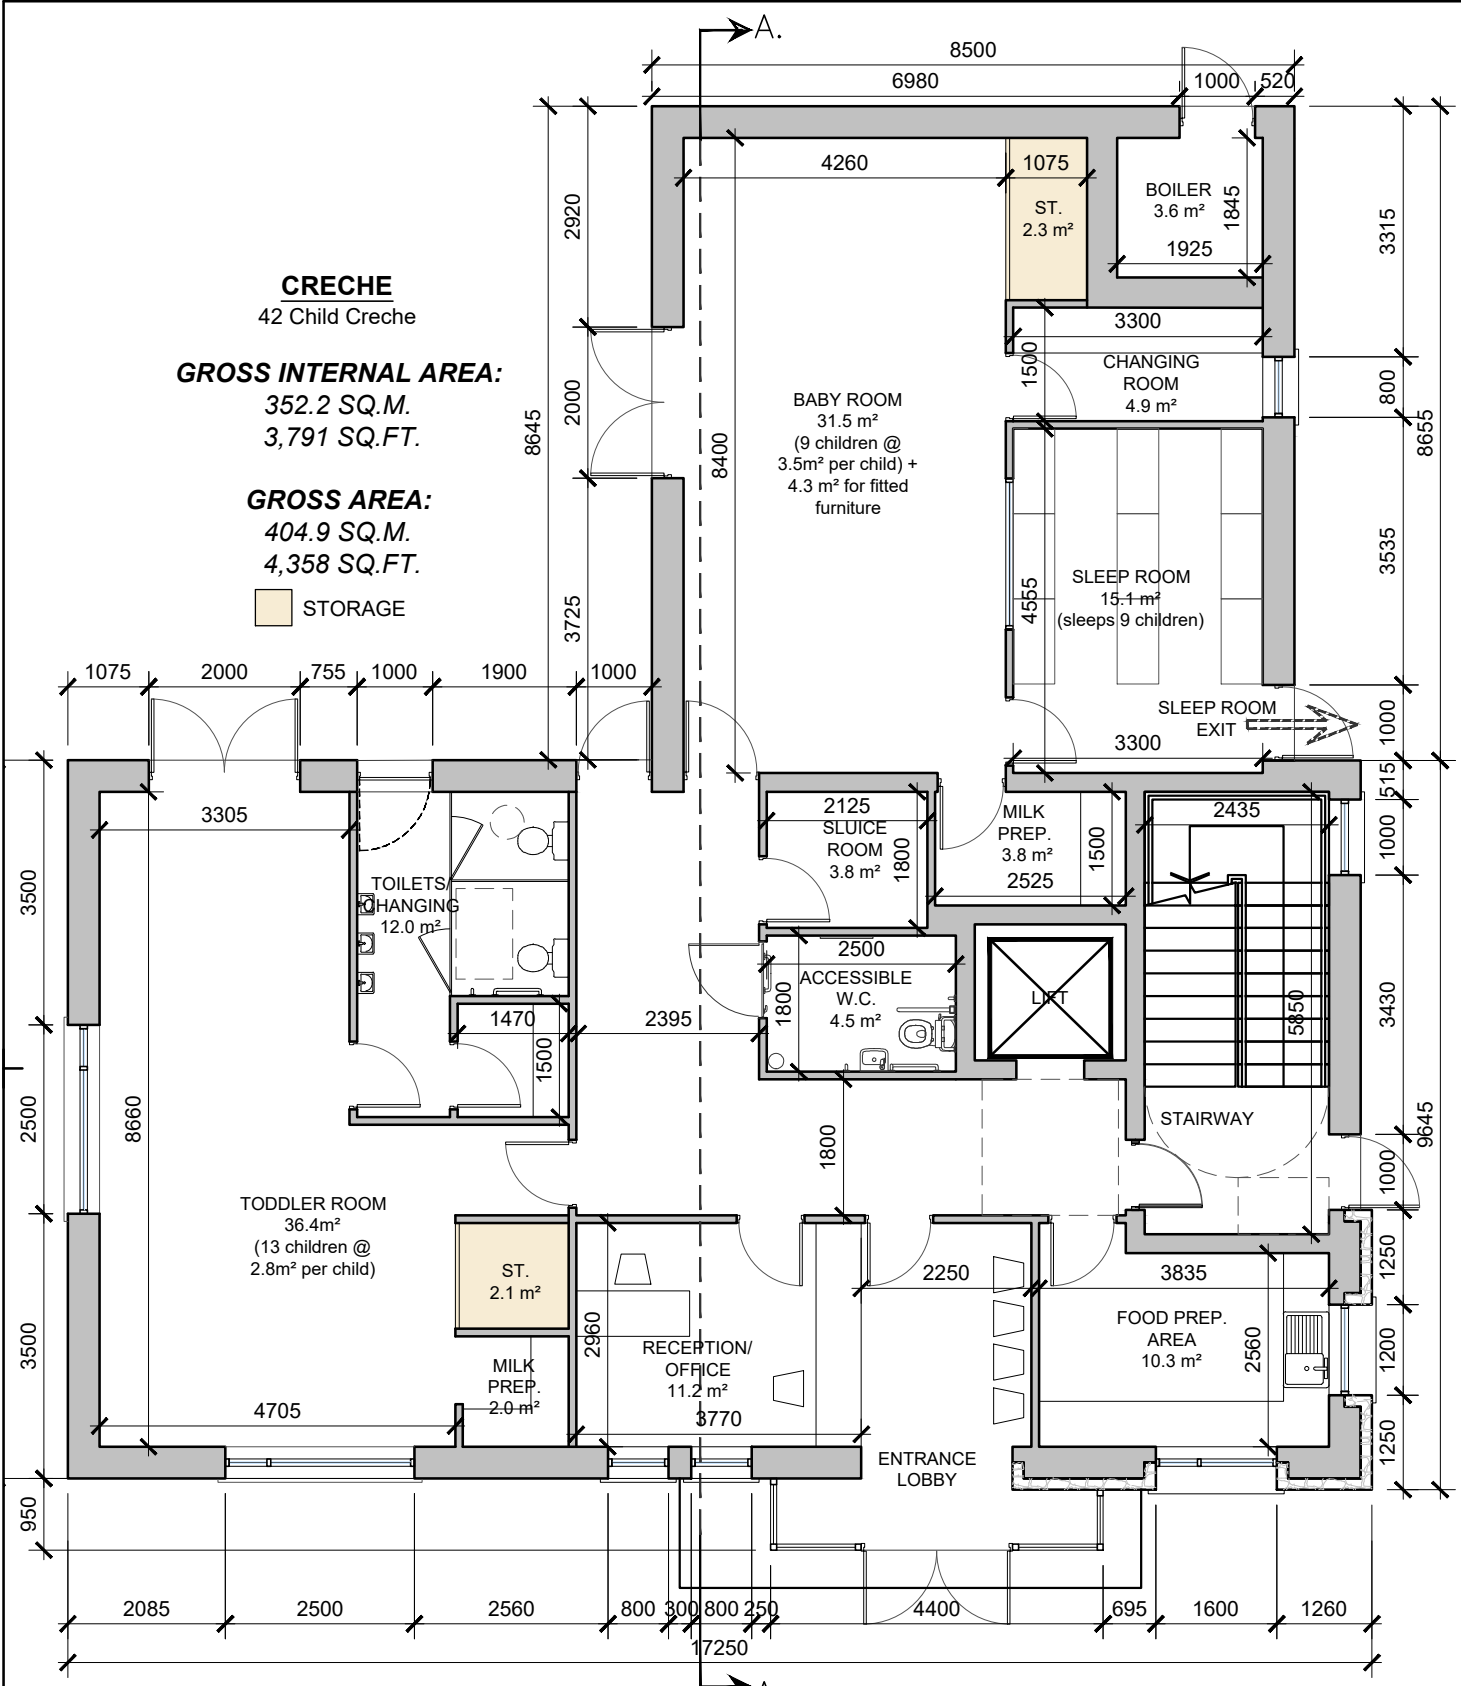 A.
8500
6980
1000
520
4260
1075
ST.
2.3 m²
BOILER
3.6 m²
1845
1925
2920
2000
3725
8645
8400
3315
800
3535
1000
8655
CRECHE
42 Child Creche
GROSS INTERNAL AREA:
352.2 SQ.M.
3,791 SQ.FT.
GROSS AREA:
404.9 SQ.M.
4,358 SQ.FT.
STORAGE
3300
1500
CHANGING
ROOM
4.9 m²
BABY ROOM
31.5 m²
(9 children @
3.5m² per child) +
4.3 m² for fitted
furniture
4555
SLEEP ROOM
15.1 m²
(sleeps 9 children)
SLEEP ROOM
EXIT
3300
1075
2000
755
1000
1900
1000
3305
2125
SLUICE
ROOM
3.8 m²
1800
MILK
PREP.
3.8 m²
1500
2525
2435
515
1000
3430
1000
9645
1250
1200
1250
3500
2500
3500
950
8660
TOILETS/
CHANGING
12.0 m²
1470
1500
2395
2500
1800
ACCESSIBLE
W.C.
4.5 m²
LIFT
5850
STAIRWAY
1800
TODDLER ROOM
36.4m²
(13 children @
2.8m² per child)
ST.
2.1 m²
MILK
PREP.
2.0 m²
4705
2960
RECEPTION/
OFFICE
11.2 m²
3770
2250
ENTRANCE
LOBBY
3835
FOOD PREP.
AREA
10.3 m²
2560
2085
2500
2560
800
300
800
250
4400
695
1600
1260
17250